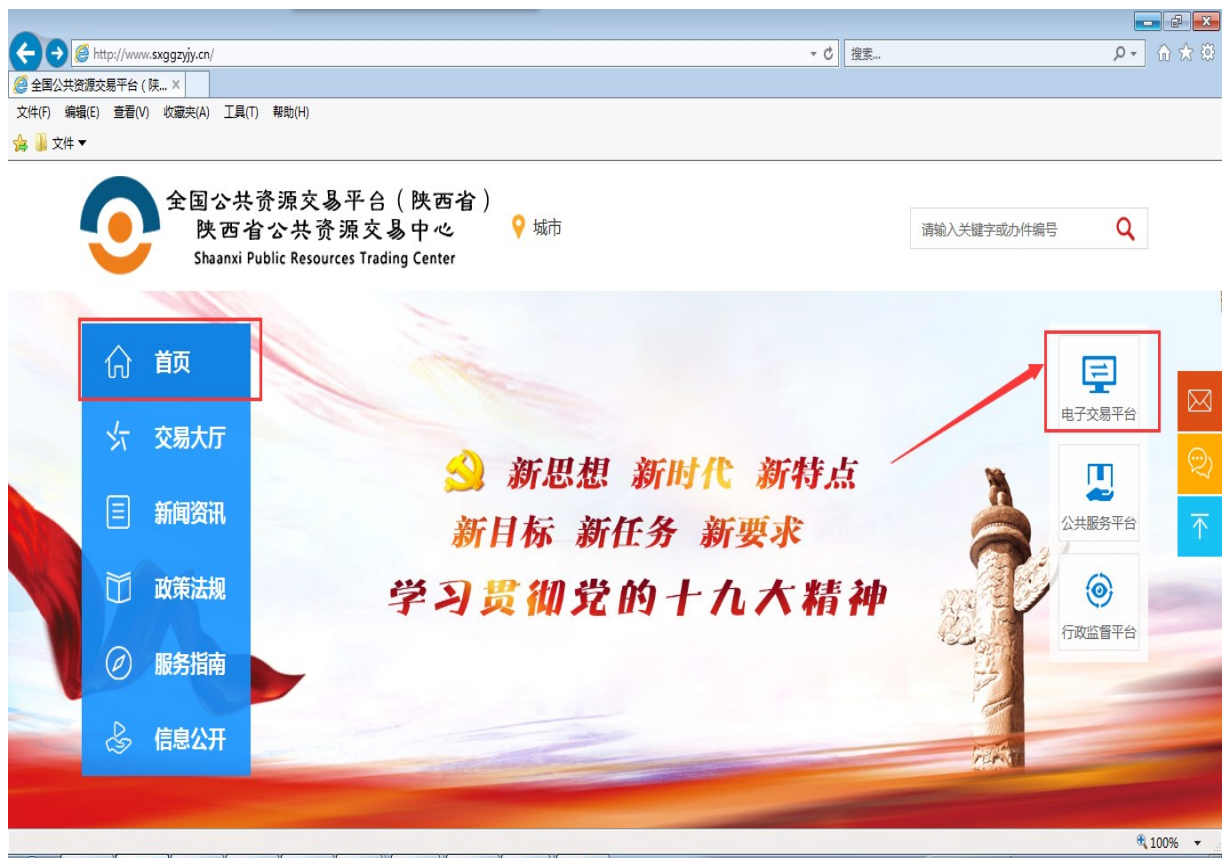 http://www.sxggzyjy.cn/
搜索...
全国公共资源交易平台（陕... ×
文件(F) 编辑(E) 查看(V) 收藏夹(A) 工具(T) 帮助(H)
文件
全国公共资源交易平台（陕西省）
陕西省公共资源交易中心
Shaanxi Public Resources Trading Center
城市
请输入关键字或办件编号
首页
交易大厅
新闻资讯
政策法规
服务指南
信息公开
新思想 新时代 新特点
新目标 新任务 新要求
学习贯彻党的十九大精神
电子交易平台
公共服务平台
行政监督平台
100%